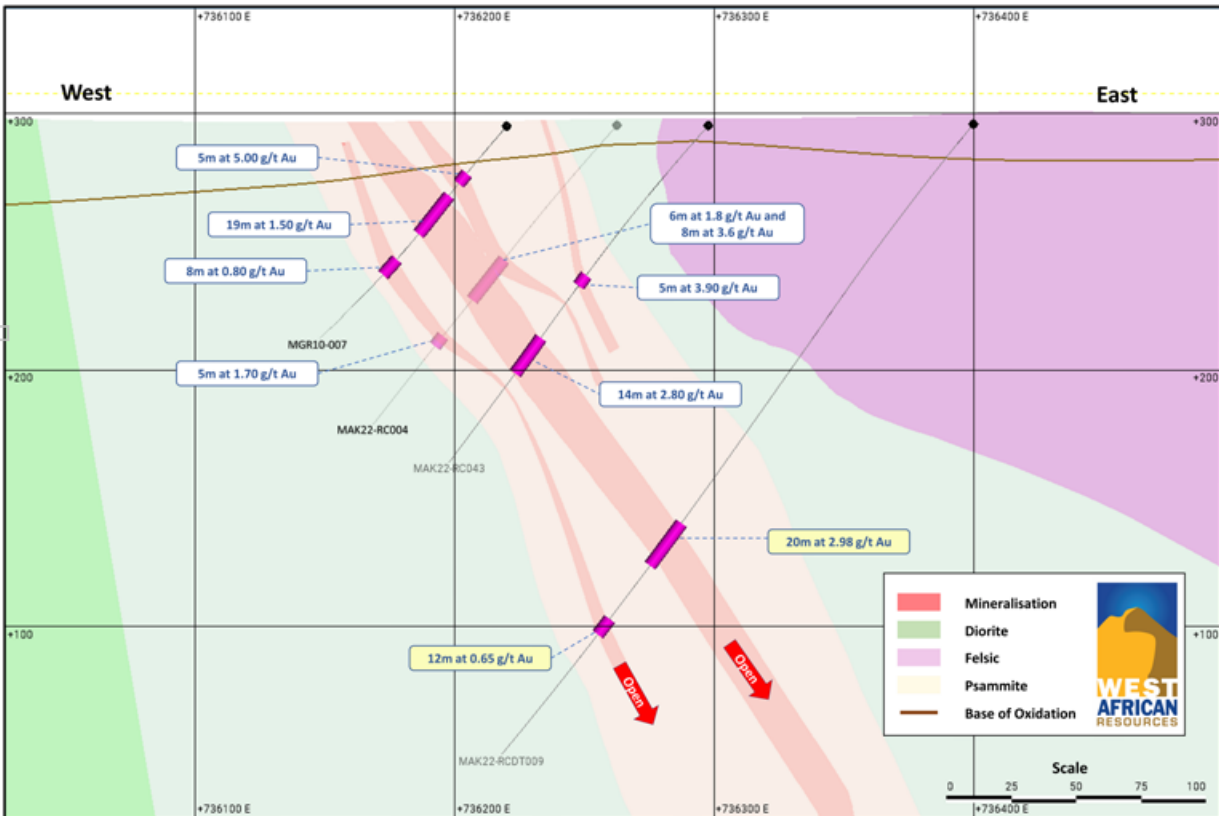 +736100 E
+736200 E
+736300 E
+736400 E
West
East
+300
+300
5m at 5.00 g/t Au
19m at 1.50 g/t Au
6m at 1.8 g/t Au and
8m at 3.6 g/t Au
8m at 0.80 g/t Au
5m at 3.90 g/t Au
MGR10-007
+200
+200
5m at 1.70 g/t Au
14m at 2.80 g/t Au
MAK22-RC004
MAK22-RC043
20m at 2.98 g/t Au
Mineralisation
Diorite
Felsic
Psammite
Base of Oxidation
WEST
AFRICAN
RESOURCES
+100
+100
12m at 0.65 g/t Au
Open
Open
MAK22-RCDT009
Scale
0 25 50 75 100
+736100 E
+736200 E
+736300 E
+736400 E